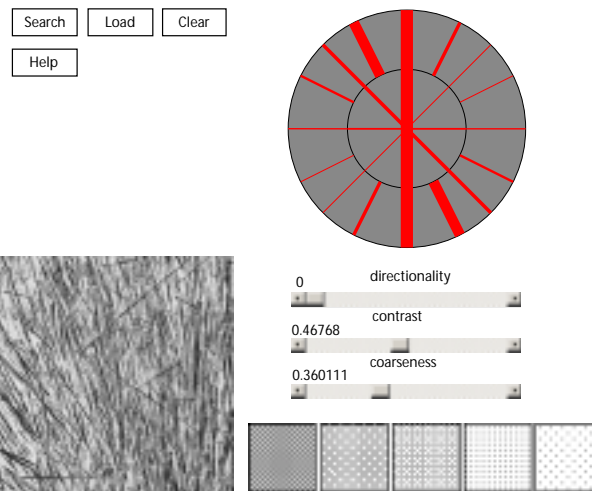 Search Load Clear
Help
0 directionality
contrast
0.46768
coarseness
0.360111